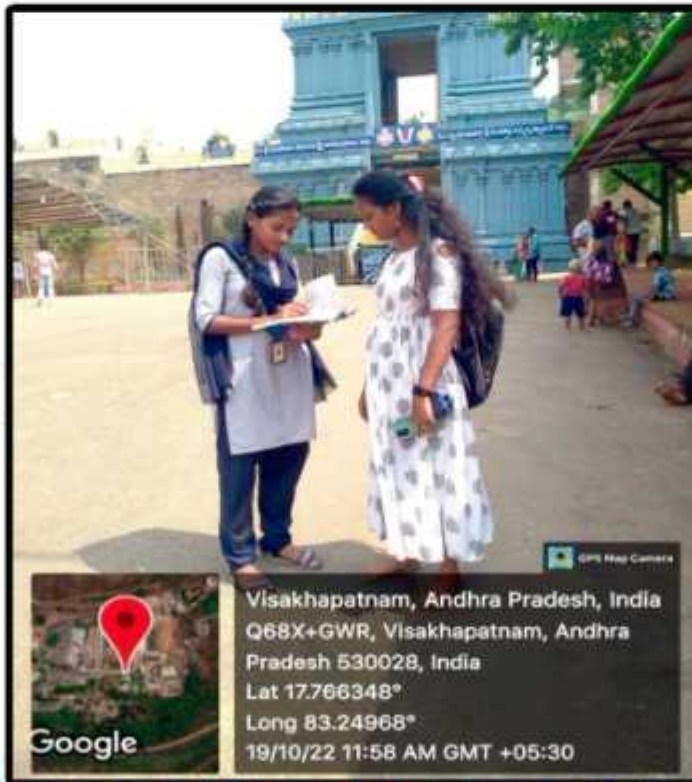 GPS Map Camera
Visakhapatnam, Andhra Pradesh, India
Q68X+GWR, Visakhapatnam, Andhra
Pradesh 530028, India
Lat 17.766348°
Long 83.24968°
19/10/22 11:58 AM GMT +05:30
Google